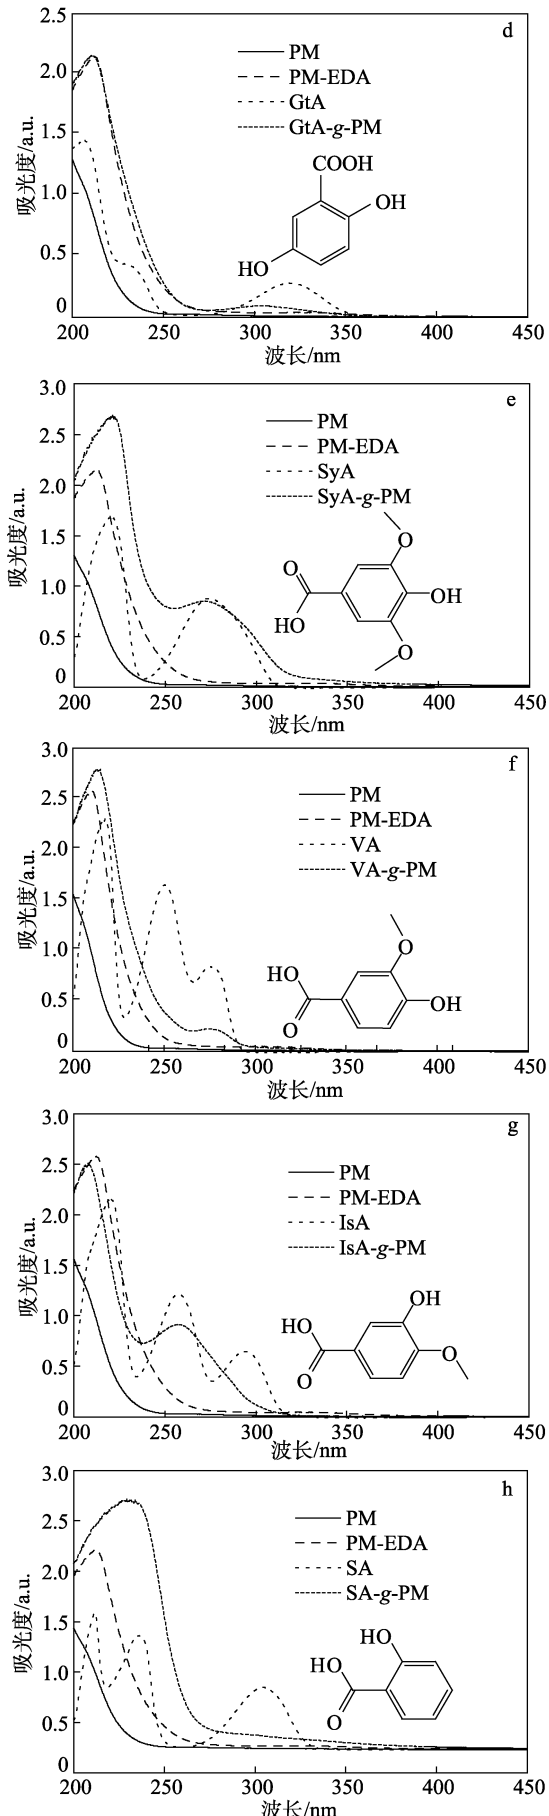 d
2.5
PM
PM-EDA
GtA
GtA-g-PM
2.0
1.5
1.0
0.5
0
吸光度/a.u.
COOH
OH
HO
200 250 300 350 400 450
波长/nm
e
3.0
PM
PM-EDA
SyA
SyA-g-PM
2.5
2.0
1.5
1.0
0.5
0
吸光度/a.u.
O
O
OH
HO
O
200 250 300 350 400 450
波长/nm
f
3.0
PM
PM-EDA
VA
VA-g-PM
2.5
2.0
1.5
1.0
0.5
0
吸光度/a.u.
HO
O
OH
O
200 250 300 350 400 450
波长/nm
g
3.0
PM
PM-EDA
IsA
IsA-g-PM
2.5
2.0
1.5
1.0
0.5
0
吸光度/a.u.
OH
HO
O
O
200 250 300 350 400 450
波长/nm
h
3.0
PM
PM-EDA
SA
SA-g-PM
2.5
2.0
1.5
1.0
0.5
0
吸光度/a.u.
HO
HO
O
200 250 300 350 400 450
波长/nm